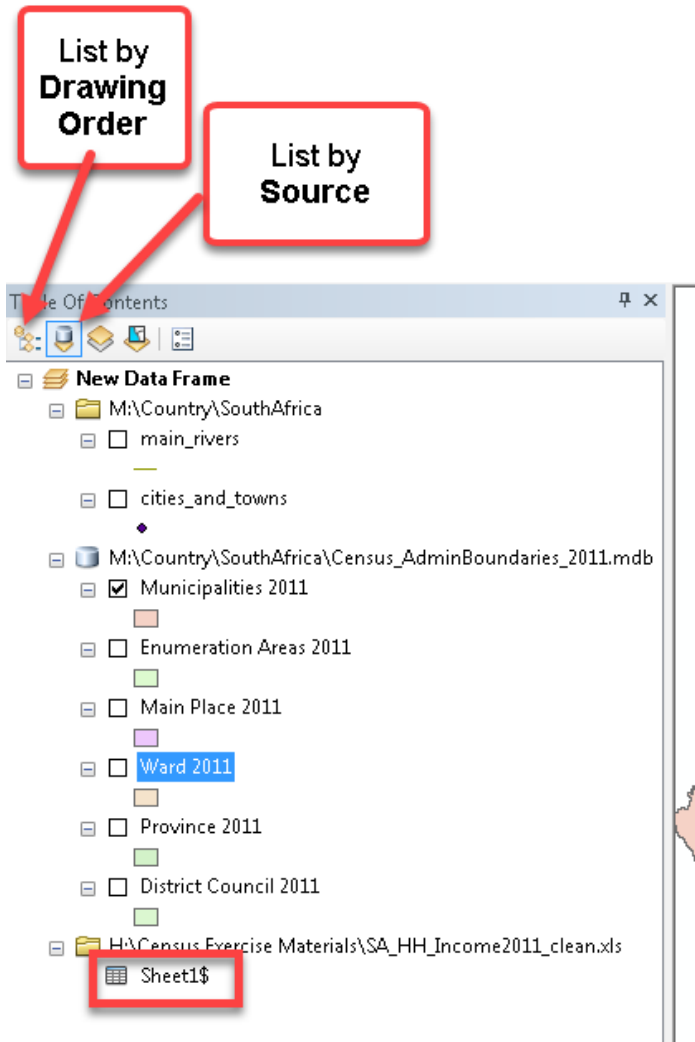 List by
Drawing
Order
List by
Source
Table Of Contents
New Data Frame
M:\Country\SouthAfrica
main_rivers
cities_and_towns
M:\Country\SouthAfrica\Census_AdminBoundaries_2011.mdb
Municipalities 2011
Enumeration Areas 2011
Main Place 2011
Ward 2011
Province 2011
District Council 2011
H:\Census Exercise Materials\SA_HH_Income2011_clean.xls
Sheet1$